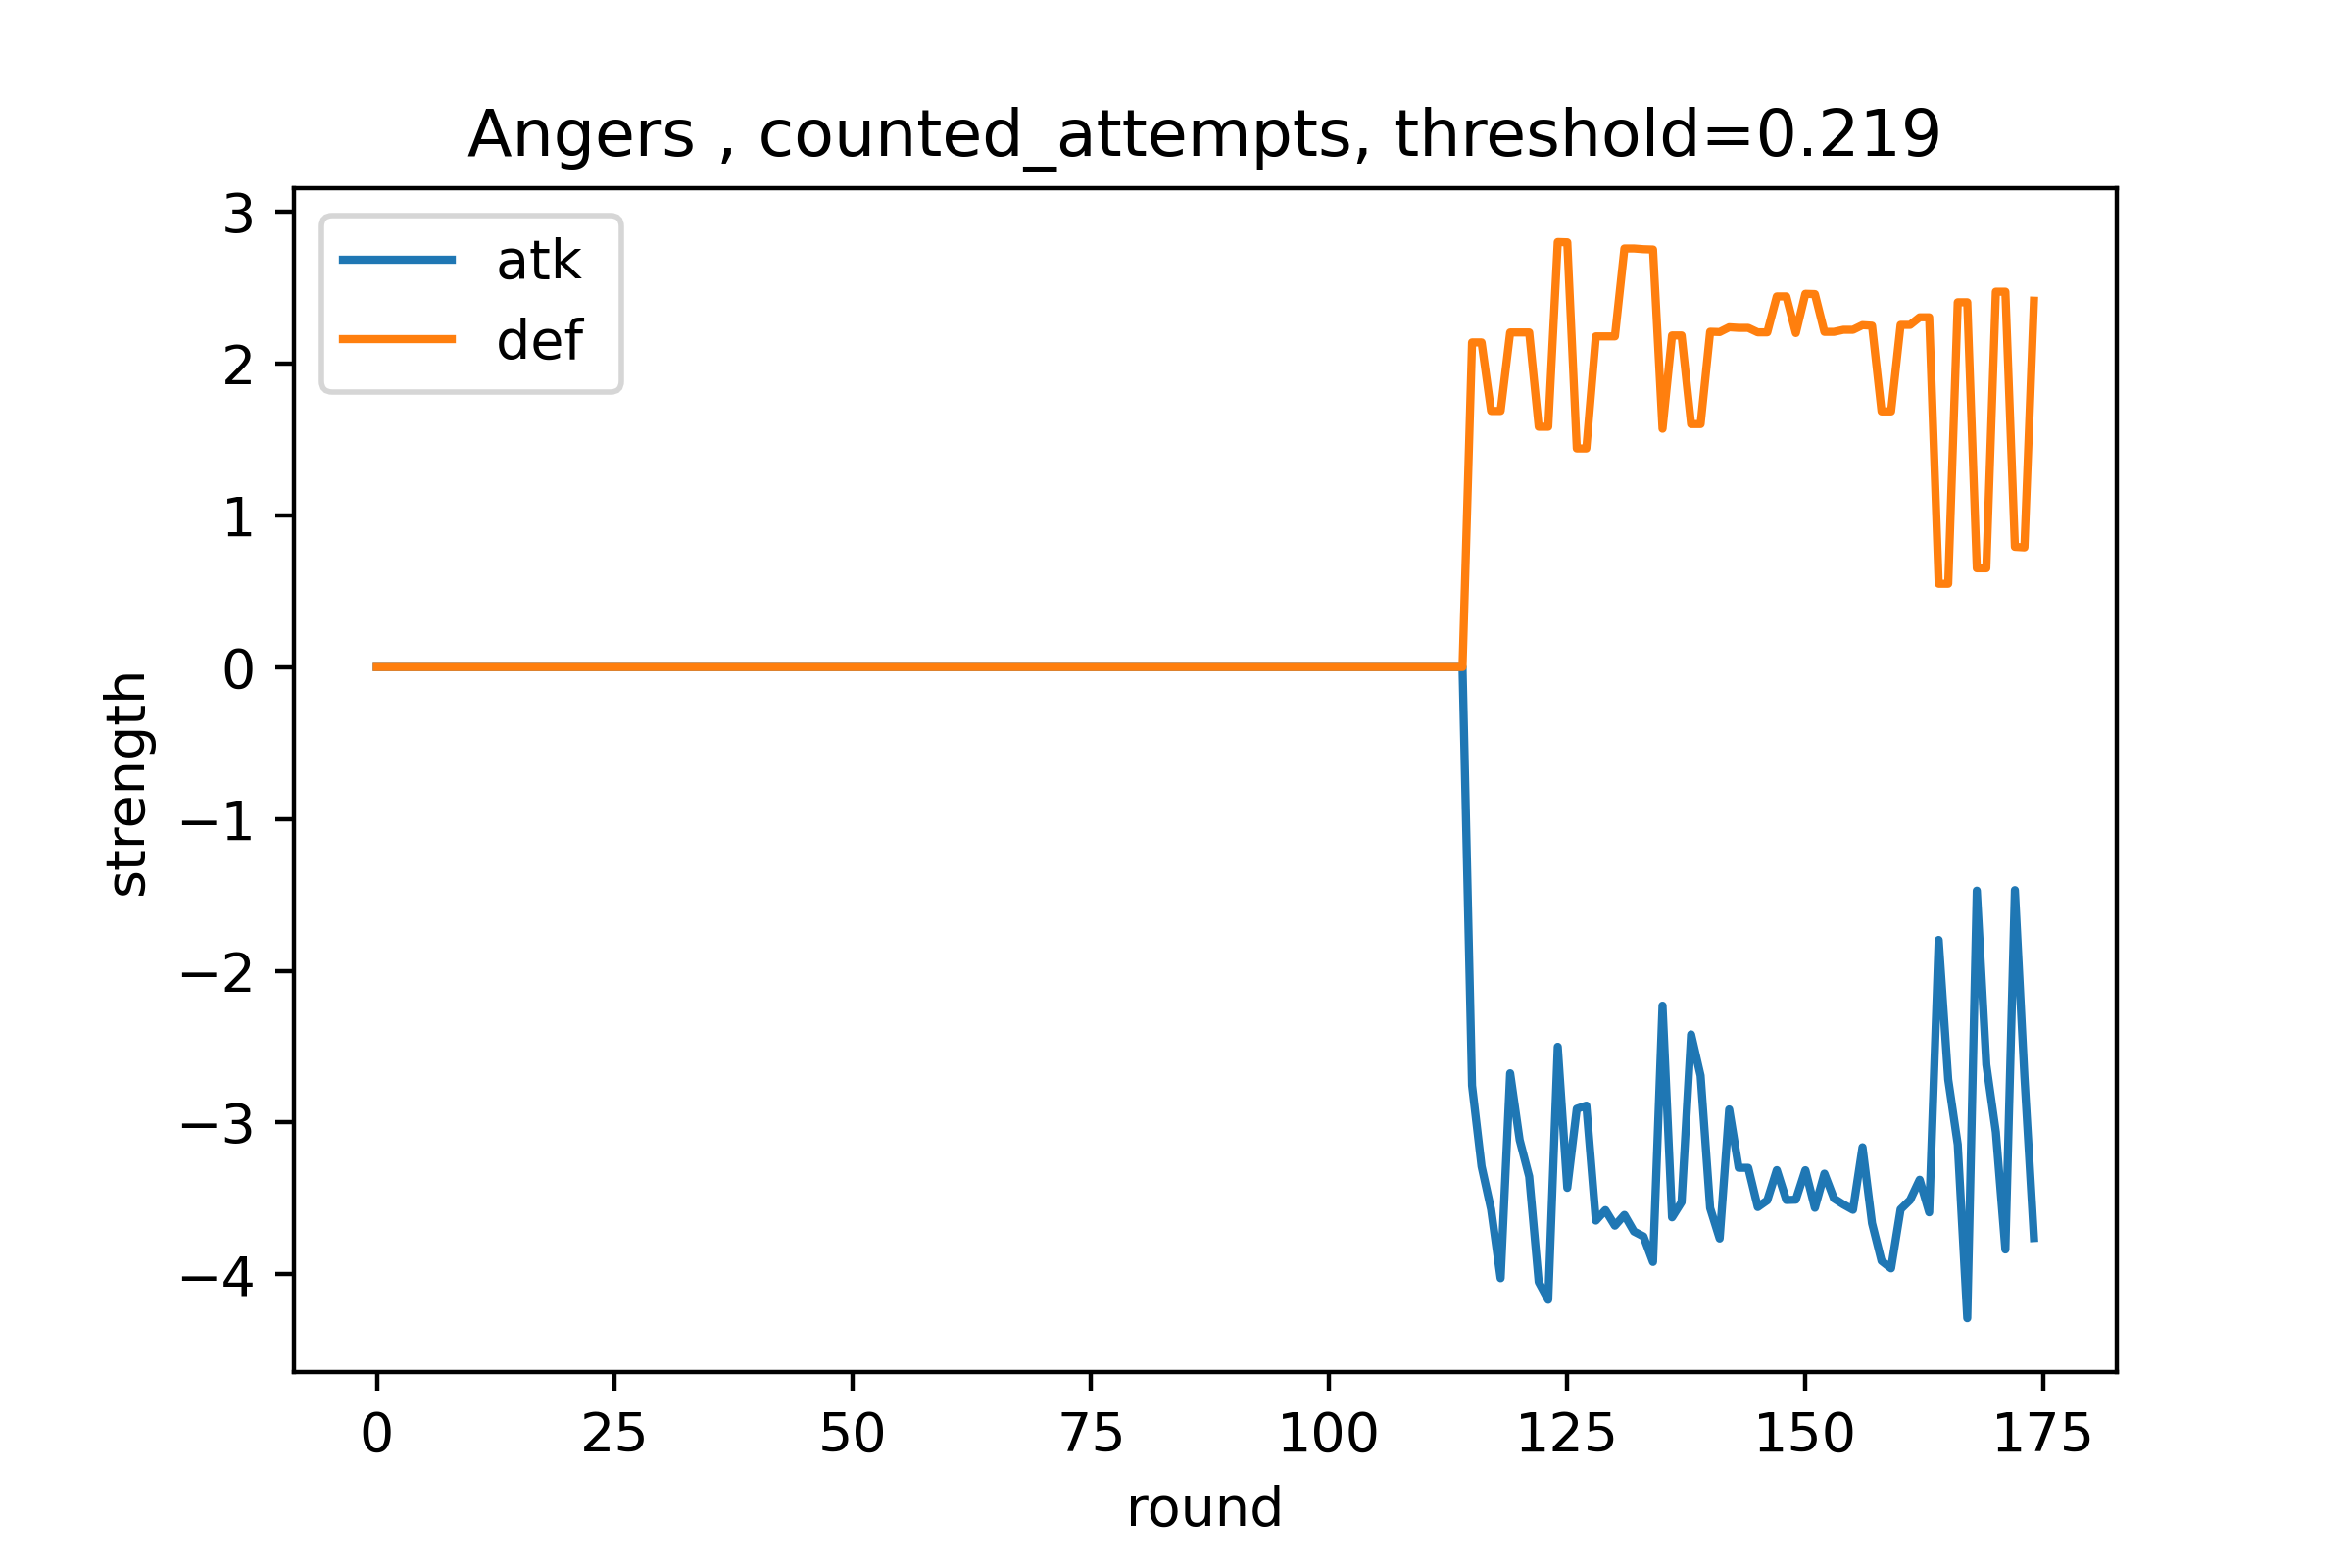 Angers , counted_attempts, threshold=0.219
atk
def
3
2
1
0
−1
−2
−3
−4
strength
0 25 50 75 100 125 150 175
round